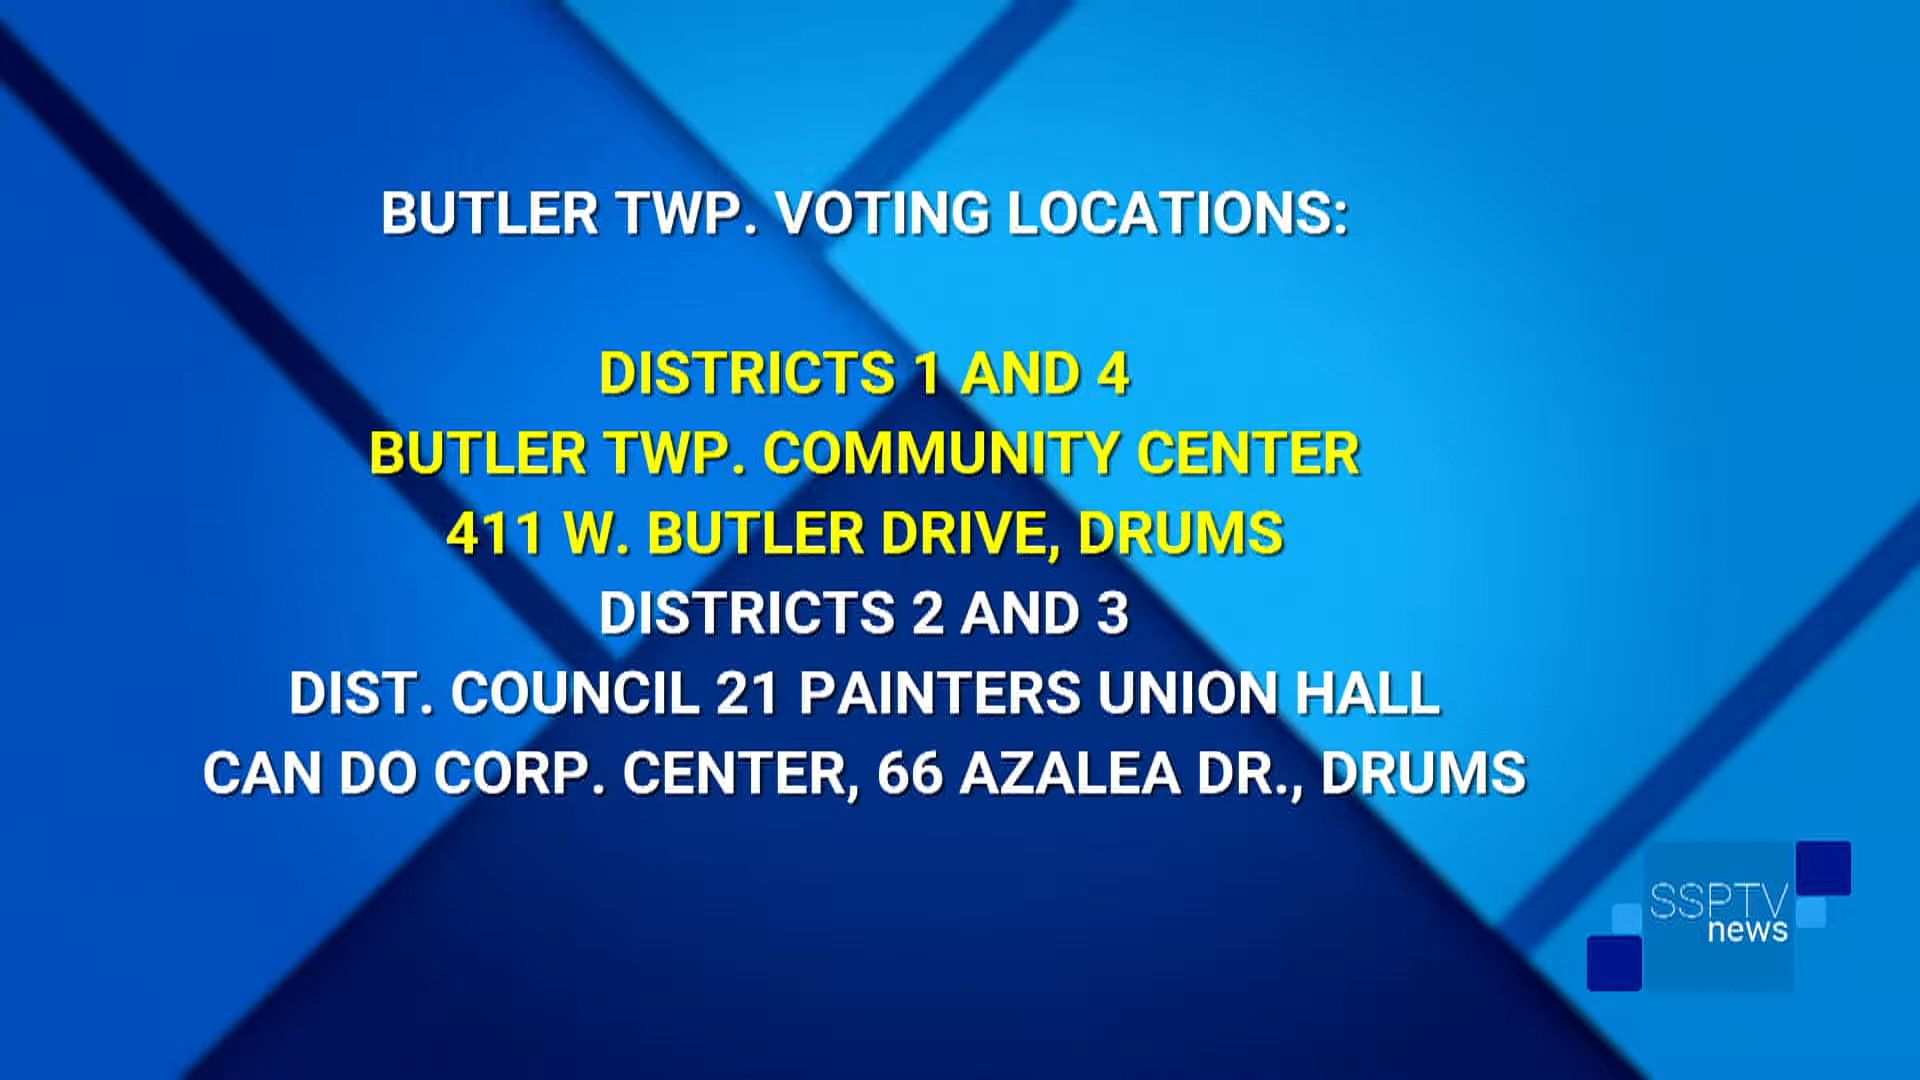 BUTLER TWP. VOTING LOCATIONS:
DISTRICTS 1 AND 4
BUTLER TWP. COMMUNITY CENTER
411 W. BUTLER DRIVE, DRUMS
DISTRICTS 2 AND 3
DIST. COUNCIL 21 PAINTERS UNION HALL
CAN DO CORP. CENTER, 66 AZALEA DR., DRUMS
SSPTV
news